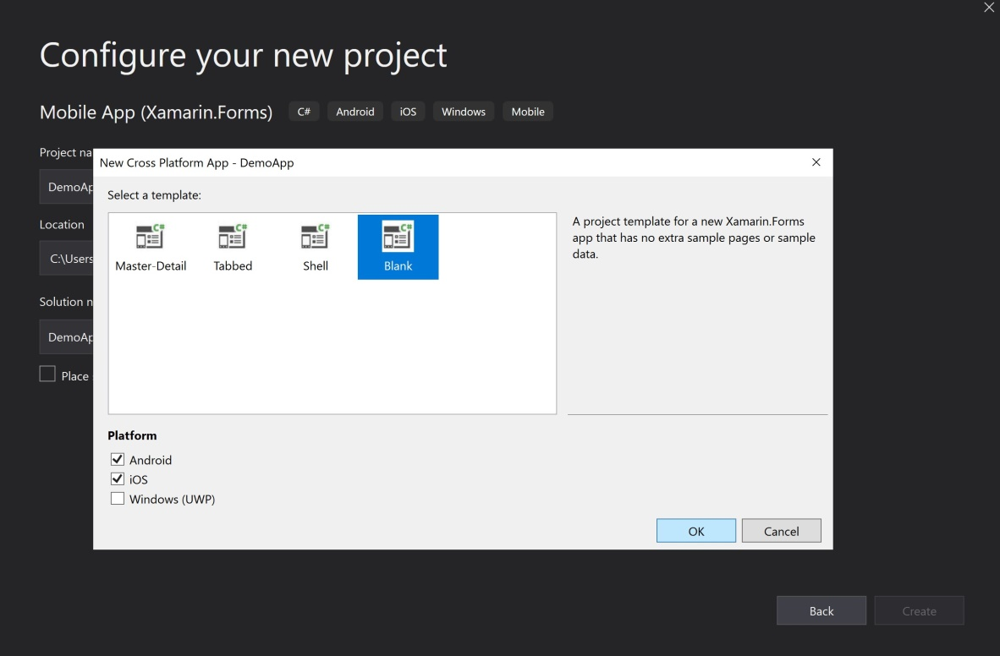 Configure your new project
Mobile App (Xamarin.Forms) C# Android iOS Windows Mobile
Project na
New Cross Platform App - DemoApp
DemoAp
Select a template:
Location
C:\Users
C# C# C# C#
Master-Detail Tabbed Shell Blank
A project template for a new Xamarin.Forms
app that has no extra sample pages or sample
data.
Solution n
DemoAp
Place
Platform
Android
iOS
Windows (UWP)
OK Cancel
Back Create